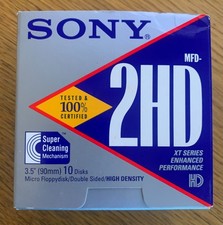 SONY®
MFD-
2HD
TESTED &
100%
CERTIFIED
Super
Cleaning
Mechanism
XT SERIES
ENHANCED
PERFORMANCE
HD
3.5" (90mm) 10 Disks
Micro Floppydisk/Double Sided/HIGH DENSITY